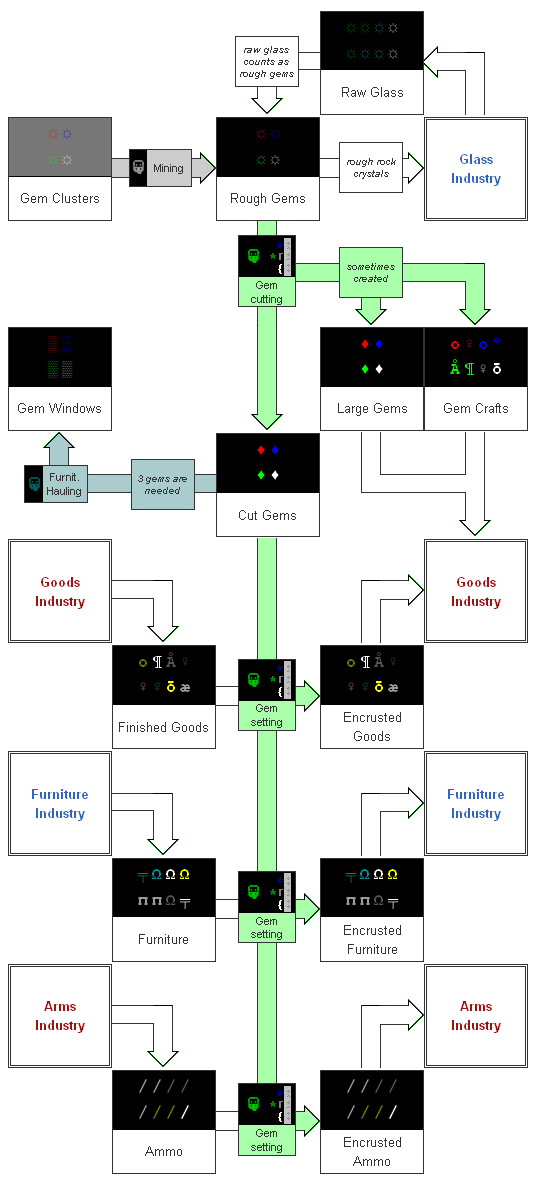 raw glass
counts as
rough gems
Raw Glass
Gem Clusters
Mining
Rough Gems
rough rock
crystals
Glass
Industry
Gem
cutting
sometimes
created
Gem Windows
Large Gems
Gem Crafts
Furnit.
Hauling
3 gems are
needed
Cut Gems
Goods
Industry
Goods
Industry
Finished Goods
Gem
setting
Encrusted
Goods
Furniture
Industry
Furniture
Industry
Furniture
Gem
setting
Encrusted
Furniture
Arms
Industry
Arms
Industry
Ammo
Gem
setting
Encrusted
Ammo